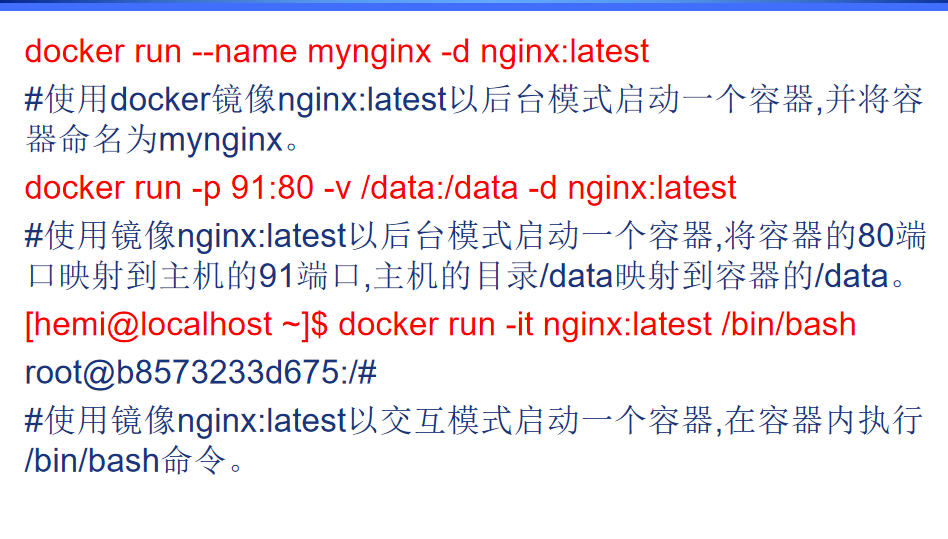 docker run --name mynginx -d nginx:latest
#使用docker镜像nginx:latest以后台模式启动一个容器,并将容
器命名为mynginx。
docker run -p 91:80 -v /data:/data -d nginx:latest
#使用镜像nginx:latest以后台模式启动一个容器,将容器的80端
口映射到主机的91端口,主机的目录/data映射到容器的/data。
[hemi@localhost ~]$ docker run -it nginx:latest /bin/bash
root@b8573233d675:/#
#使用镜像nginx:latest以交互模式启动一个容器,在容器内执行
/bin/bash命令。